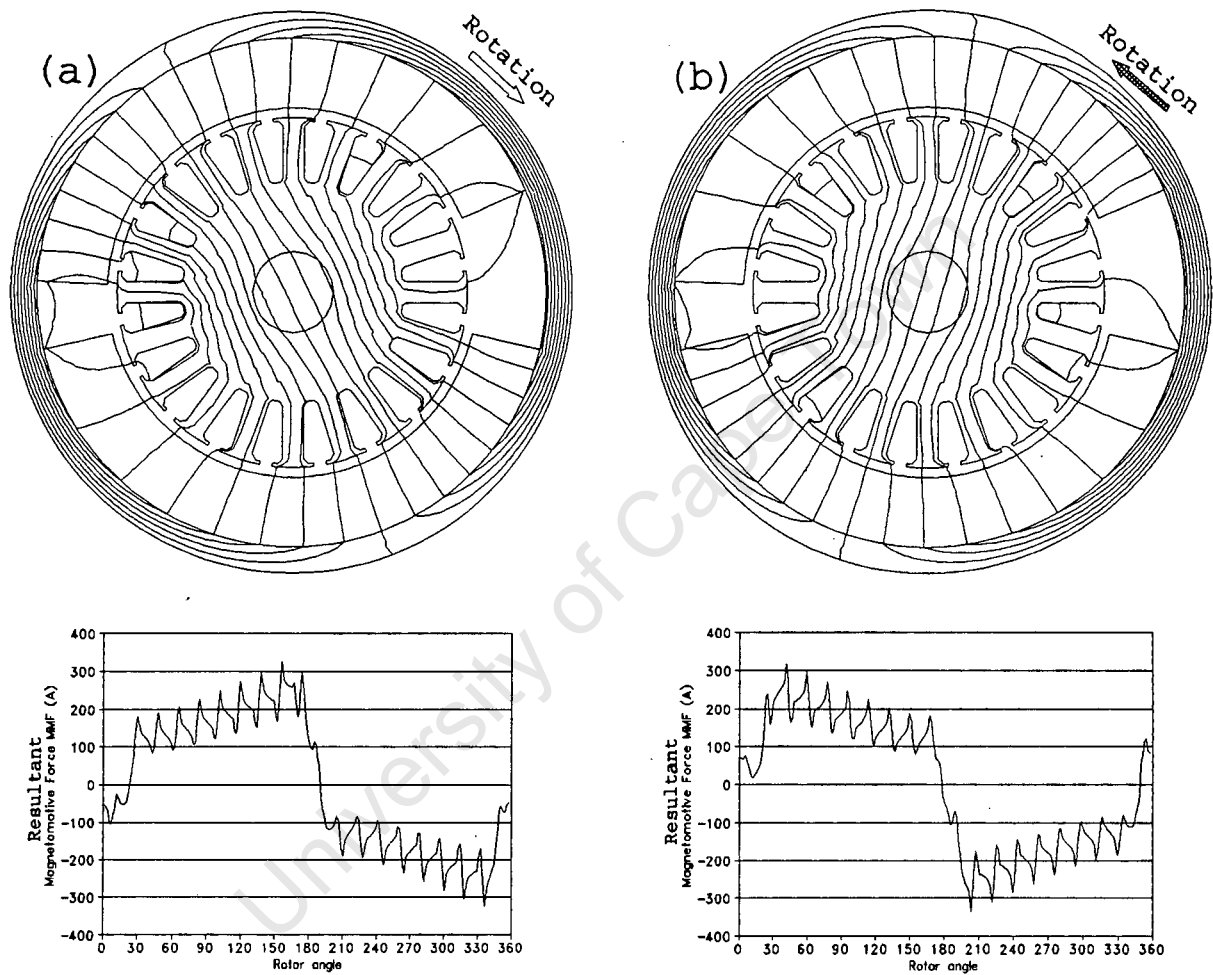 (a)
Rotation
(b)
Rotation
University of Cape Town
Resultant
Magnetomotive Force MMF (A)
400
300
200
100
0
-100
-200
-300
-400
0 30 60 90 120 150 180 210 240 270 300 330 360
Rotor angle
Resultant
Magnetomotive Force MMF (A)
400
300
200
100
0
-100
-200
-300
-400
0 30 60 90 120 150 180 210 240 270 300 330 360
Rotor angle